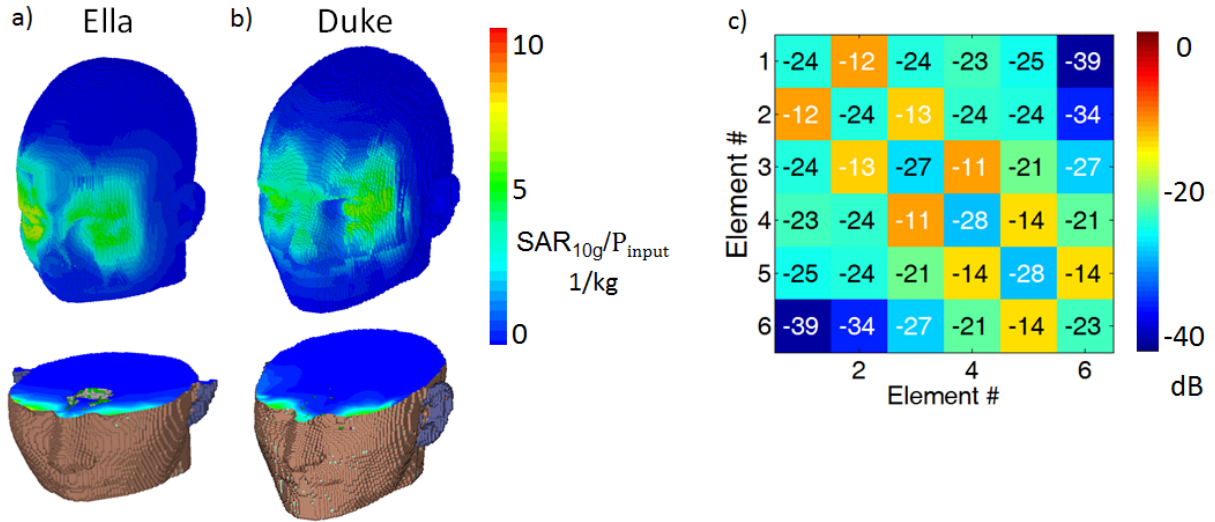 a)
Ella
b)
Duke
10
5
0
SAR10g/Pinput
1/kg
c)
Element #
1 -24 -12 -24 -23 -25 -39
2 -12 -24 -13 -24 -24 -34
3 -24 -13 -27 -11 -21 -27
4 -23 -24 -11 -28 -14 -21
5 -25 -24 -21 -14 -28 -14
6 -39 -34 -27 -21 -14 -23
2 4 6
Element #
0
-20
-40
dB